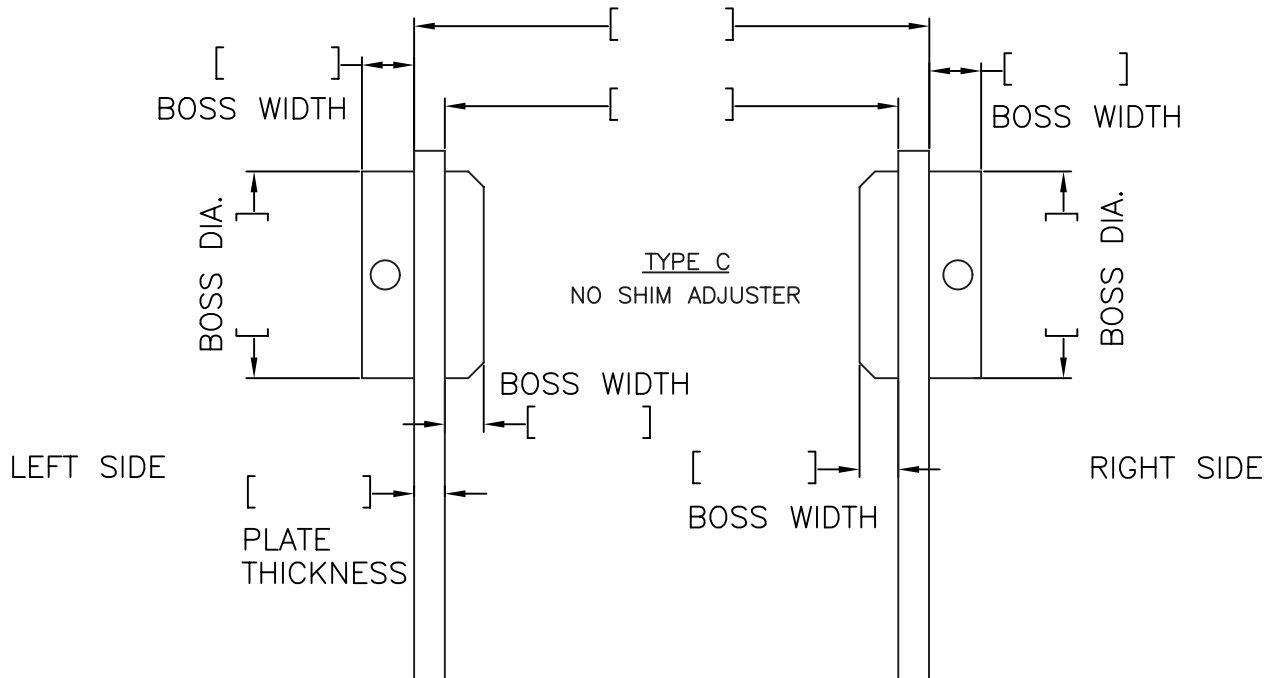 [ ]
[ ]
[ ]
BOSS WIDTH
[ ]
BOSS WIDTH
BOSS DIA.
[ ]
TYPE C
NO SHIM ADJUSTER
BOSS DIA.
[ ]
BOSS WIDTH
[ ]
LEFT SIDE
[ ]
PLATE
THICKNESS
[ ]
BOSS WIDTH
RIGHT SIDE